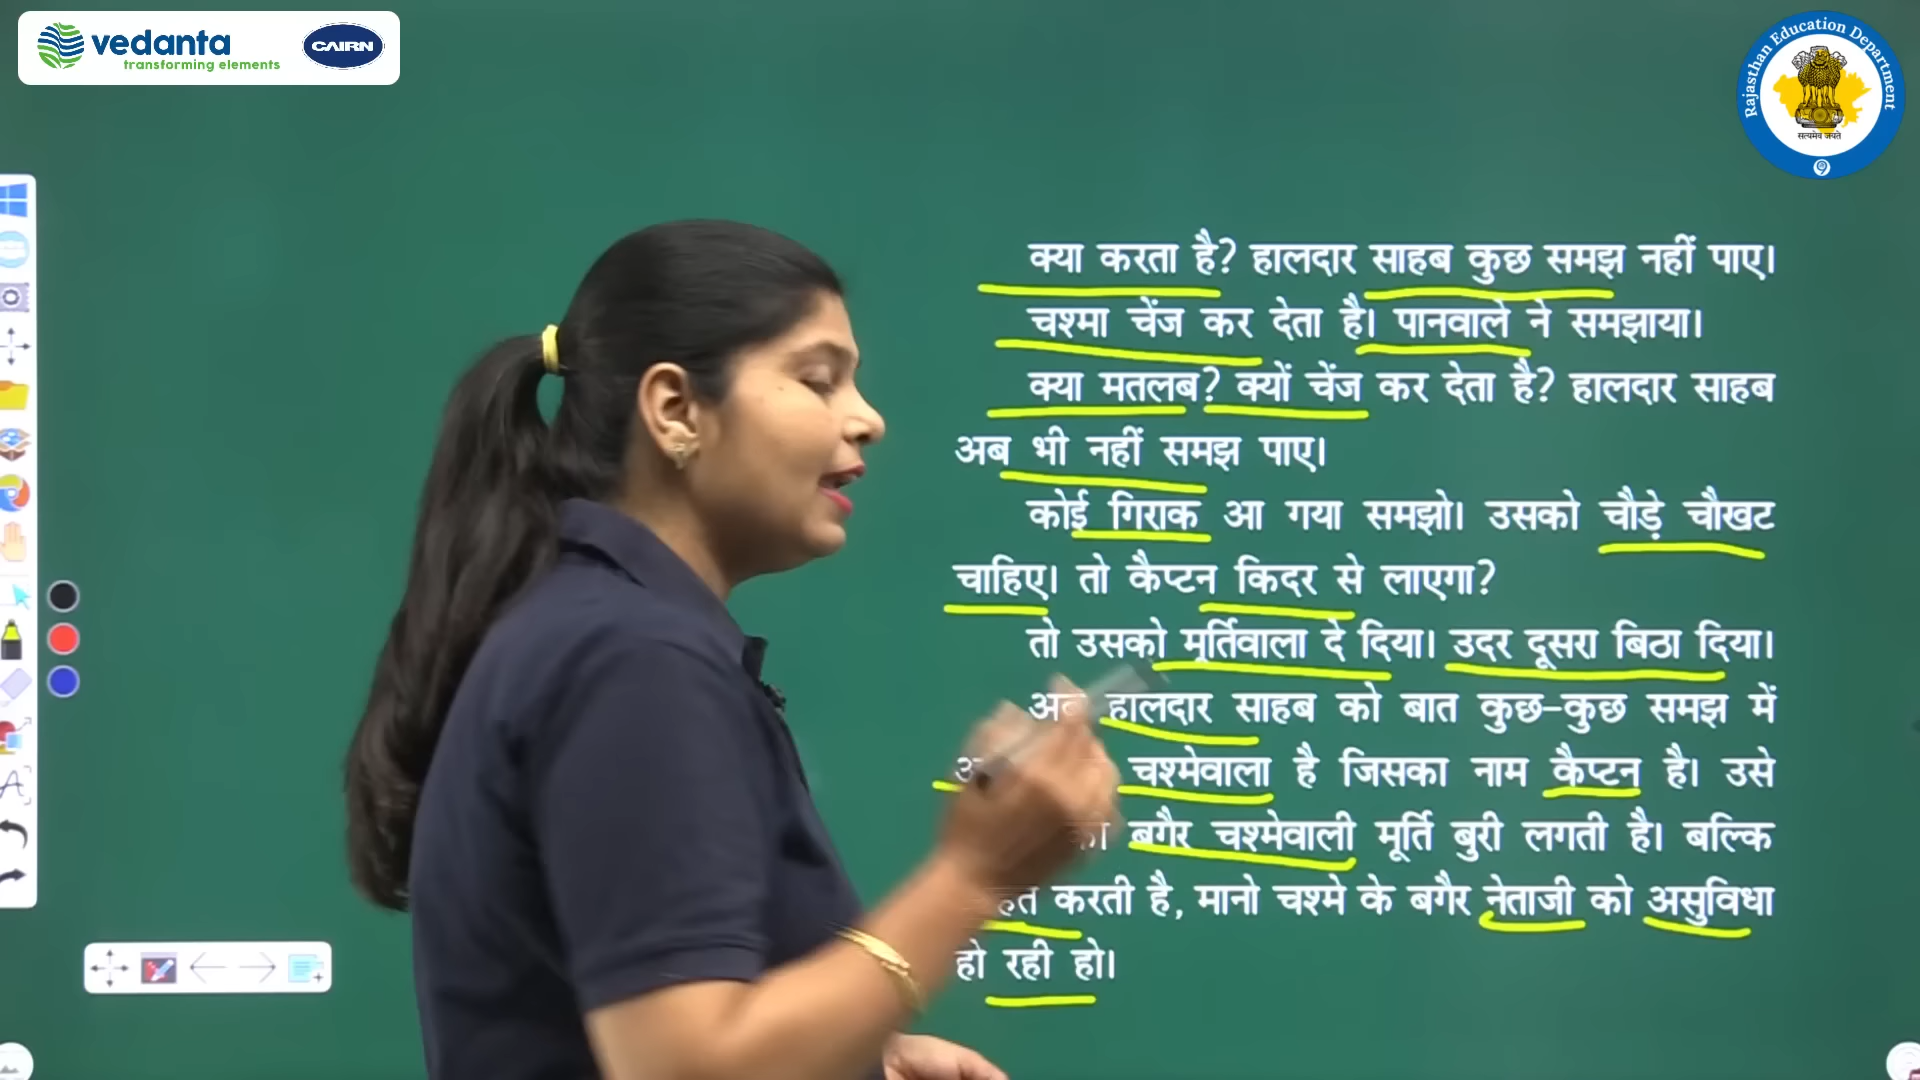 vedanta
transforming elements
CAIRN
Rajasthan Education Department
सत्यमेव जयते
क्या करता है? हालदार साहब कुछ समझ नहीं पाए।
चश्मा चेंज कर देता है। पानवाले ने समझाया।
क्या मतलब? क्यों चेंज कर देता है? हालदार साहब
अब भी नहीं समझ पाए।
कोई गिराक आ गया समझो। उसको चौड़े चौखट
चाहिए। तो कैप्टन किदर से लाएगा?
तो उसको मूर्तिवाला दे दिया। उदर दूसरा बिठा दिया।
हालदार साहब को बात कुछ-कुछ समझ में
चश्मेवाला है जिसका नाम कैप्टन है। उसे
बगैर चश्मेवाली मूर्ति बुरी लगती है। बल्कि
करती है, मानो चश्मे के बगैर नेताजी को असुविधा
हो रही हो।